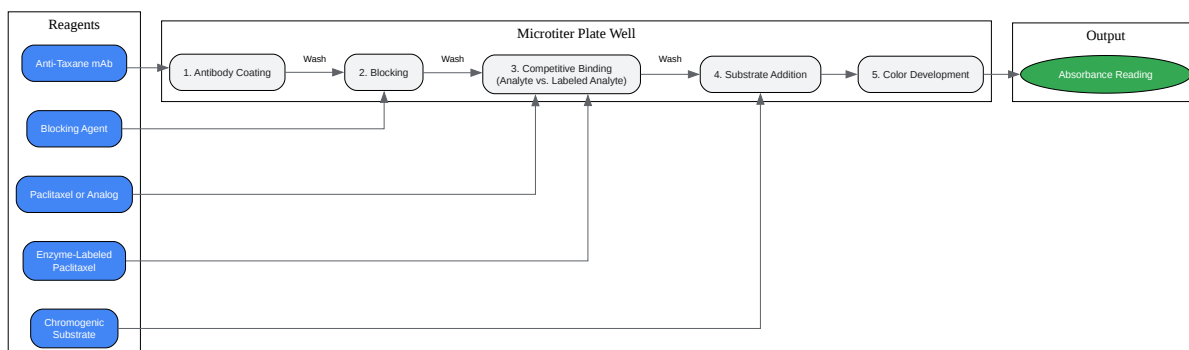 Reagents
Anti-Taxane mAb
Blocking Agent
Paclitaxel or Analog
Enzyme-Labeled
Paclitaxel
Chromogenic
Substrate
Microtiter Plate Well
1. Antibody Coating
Wash
2. Blocking
Wash
3. Competitive Binding
(Analyte vs. Labeled Analyte)
Wash
4. Substrate Addition
5. Color Development
Output
Absorbance Reading